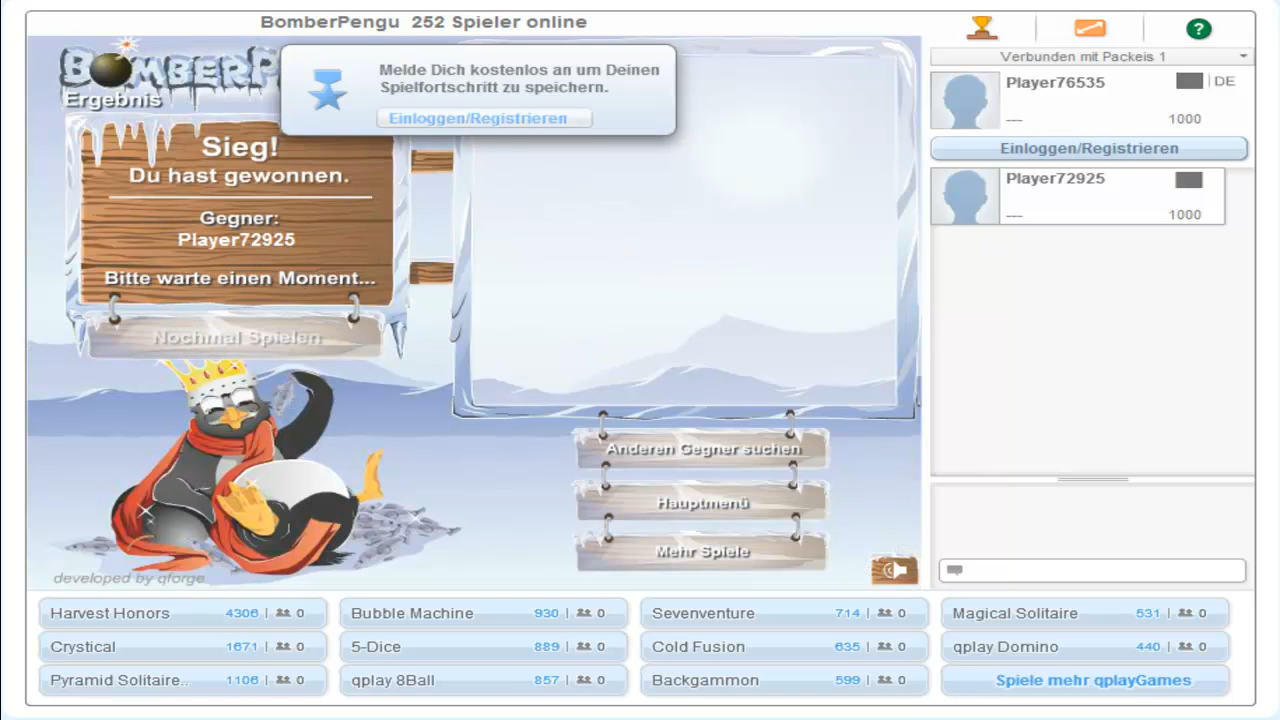 BomberPengu 252 Spieler online
Ergebnis
Melde Dich kostenlos an um Deinen
Spielfortschritt zu speichern.
Einloggen/Registrieren
Sieg!
Du hast gewonnen.
Gegner:
Player72925
Bitte warte einen Moment...
Nochmal Spielen
Anderen Gegner suchen
Hauptmenü
Mehr Spiele
developed by qforge
?
Verbunden mit Packeis 1
Player76535
DE
--- 1000
Einloggen/Registrieren
Player72925
--- 1000
Harvest Honors 4306 | 0
Bubble Machine 930 | 0
Sevenventure 714 | 0
Magical Solitaire 531 | 0
Crystical 1671 | 0
5-Dice 889 | 0
Cold Fusion 635 | 0
qplay Domino 440 | 0
Pyramid Solitaire.. 1106 | 0
qplay 8Ball 857 | 0
Backgammon 599 | 0
Spiele mehr qplayGames